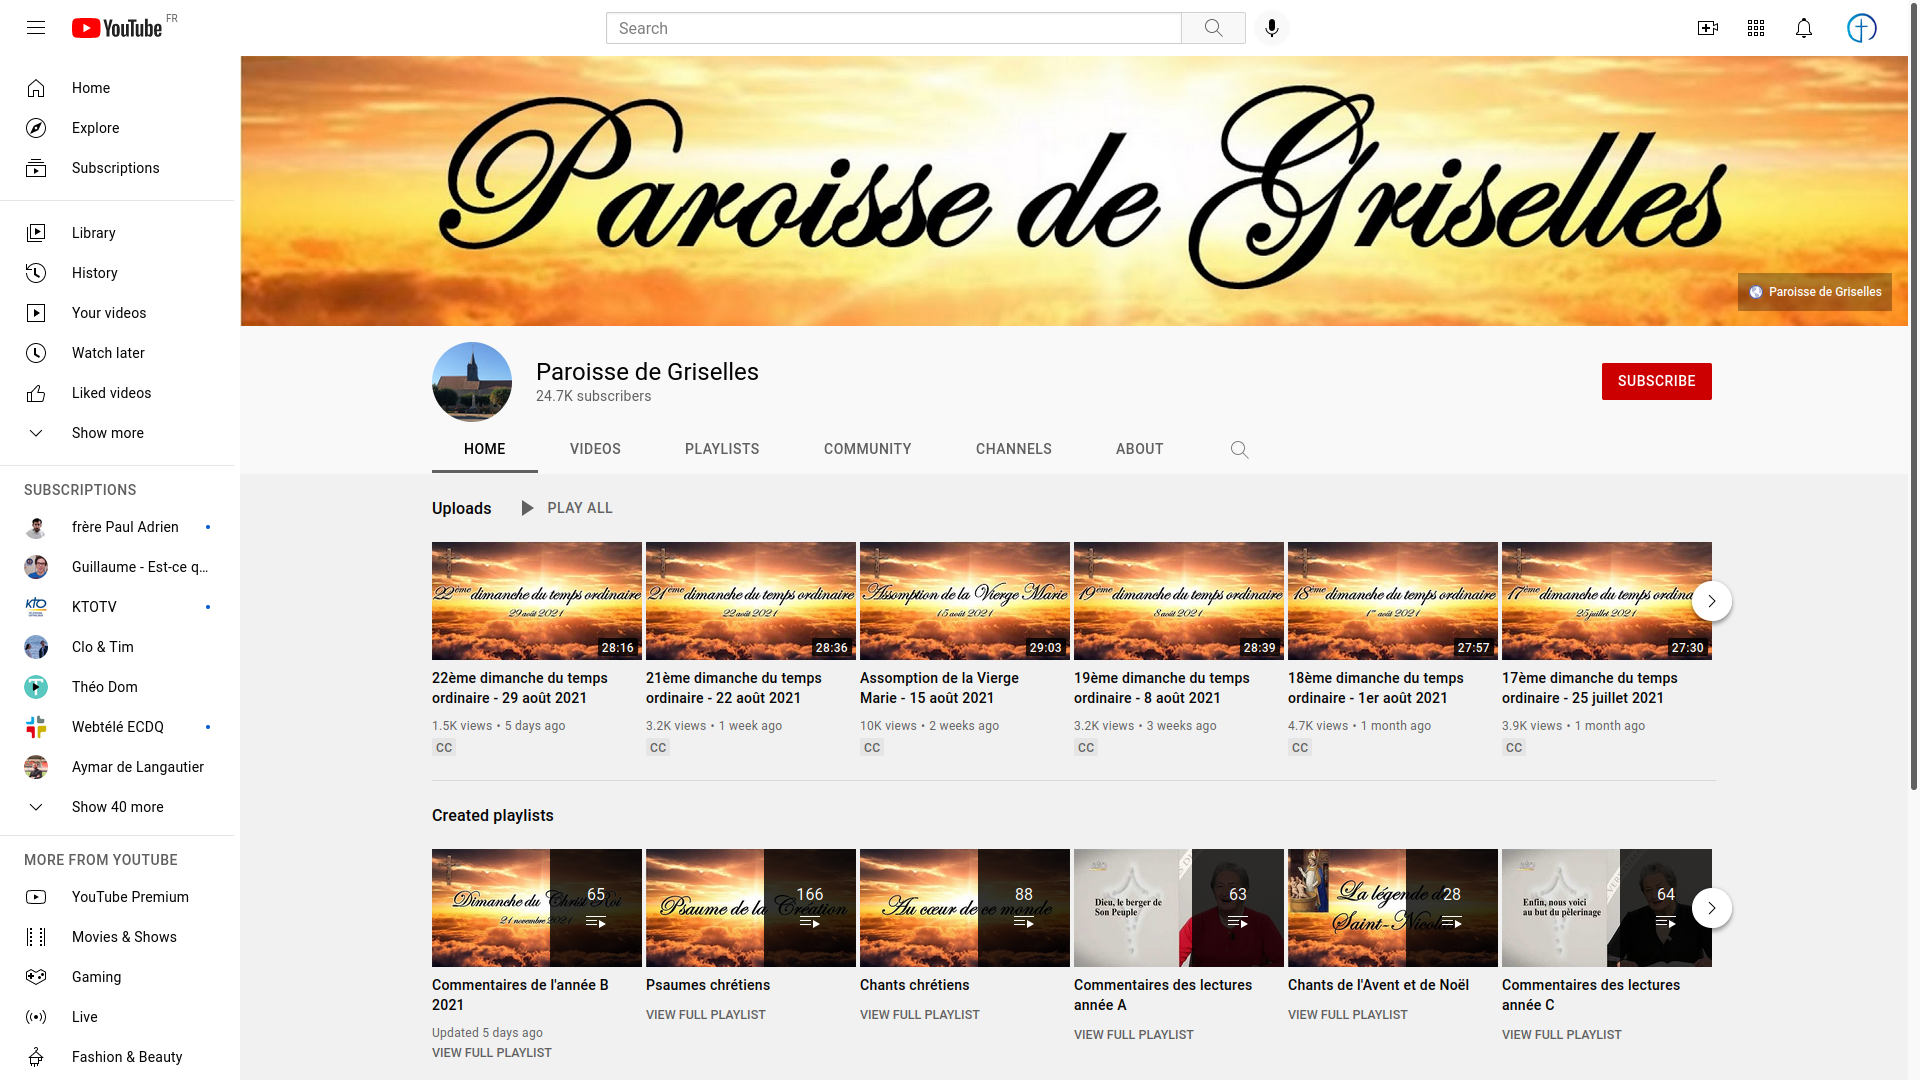 YouTube FR
Search
Home
Explore
Subscriptions
Library
History
Your videos
Watch later
Liked videos
Show more
SUBSCRIPTIONS
frère Paul Adrien
Guillaume - Est-ce q...
KTOTV
Clo & Tim
Théo Dom
Webtélé ECDQ
Aymar de Langautier
Show 40 more
MORE FROM YOUTUBE
YouTube Premium
Movies & Shows
Gaming
Live
Fashion & Beauty
Paroisse de Griselles
Paroisse de Griselles
Paroisse de Griselles
24.7K subscribers
SUBSCRIBE
HOME VIDEOS PLAYLISTS COMMUNITY CHANNELS ABOUT
Uploads PLAY ALL
22ème dimanche du temps ordinaire
29 août 2021
28:16
22ème dimanche du temps
ordinaire - 29 août 2021
1.5K views • 5 days ago
CC
21ème dimanche du temps ordinaire
22 août 2021
28:36
21ème dimanche du temps
ordinaire - 22 août 2021
3.2K views • 1 week ago
CC
Assomption de la Vierge Marie
15 août 2021
29:03
Assomption de la Vierge
Marie - 15 août 2021
10K views • 2 weeks ago
CC
19ème dimanche du temps ordinaire
8 août 2021
28:39
19ème dimanche du temps
ordinaire - 8 août 2021
3.2K views • 3 weeks ago
CC
18ème dimanche du temps ordinaire
1er août 2021
27:57
18ème dimanche du temps
ordinaire - 1er août 2021
4.7K views • 1 month ago
CC
17ème dimanche du temps ordina
25 juillet 2021
27:30
17ème dimanche du temps
ordinaire - 25 juillet 2021
3.9K views • 1 month ago
CC
Created playlists
Dimanche du Christ Roi
21 novembre 2021
65
Commentaires de l'année B
2021
Updated 5 days ago
VIEW FULL PLAYLIST
Psaume de la Création
166
Psaumes chrétiens
VIEW FULL PLAYLIST
Au cœur de ce monde
88
Chants chrétiens
VIEW FULL PLAYLIST
Dieu, le berger de
Son Peuple
63
Commentaires des lectures
année A
VIEW FULL PLAYLIST
La légende de
Saint-Nicolas
28
Chants de l'Avent et de Noël
VIEW FULL PLAYLIST
Enfin, nous voici
au but du pèlerinage
64
Commentaires des lectures
année C
VIEW FULL PLAYLIST